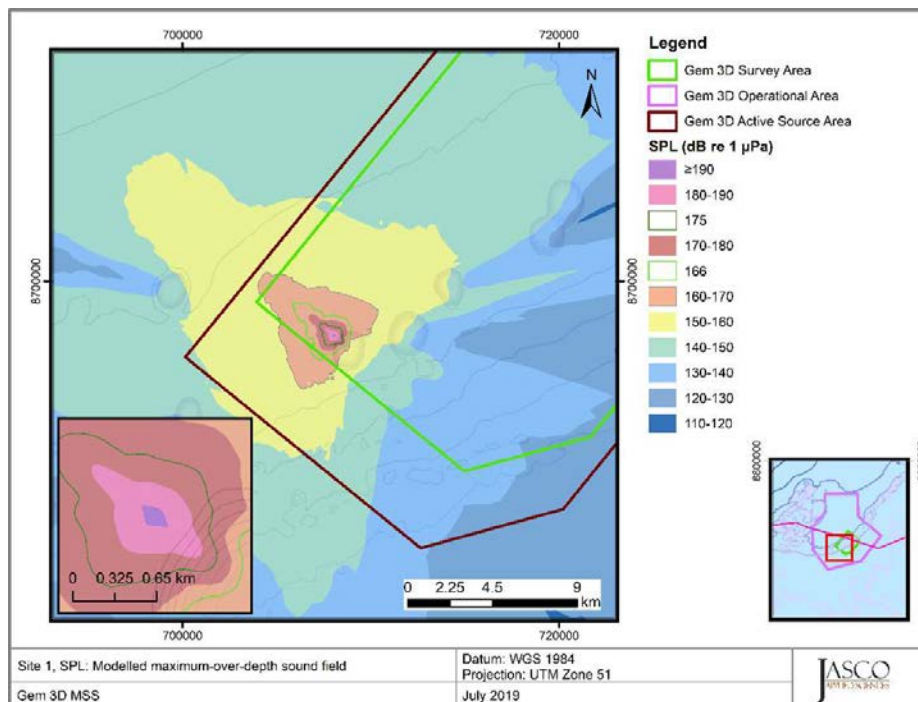 700000
720000
N
8700000
8700000
0 0.325 0.65 km
0 2.25 4.5 9
km
700000
720000
Legend
Gem 3D Survey Area
Gem 3D Operational Area
Gem 3D Active Source Area
SPL (dB re 1 µPa)
≥190
180-190
175
170-180
166
160-170
150-160
140-150
130-140
120-130
110-120
Site 1, SPL: Modelled maximum-over-depth sound field
Gem 3D MSS
Datum: WGS 1984
Projection: UTM Zone 51
July 2019
JASCO
APPLIED SCIENCES